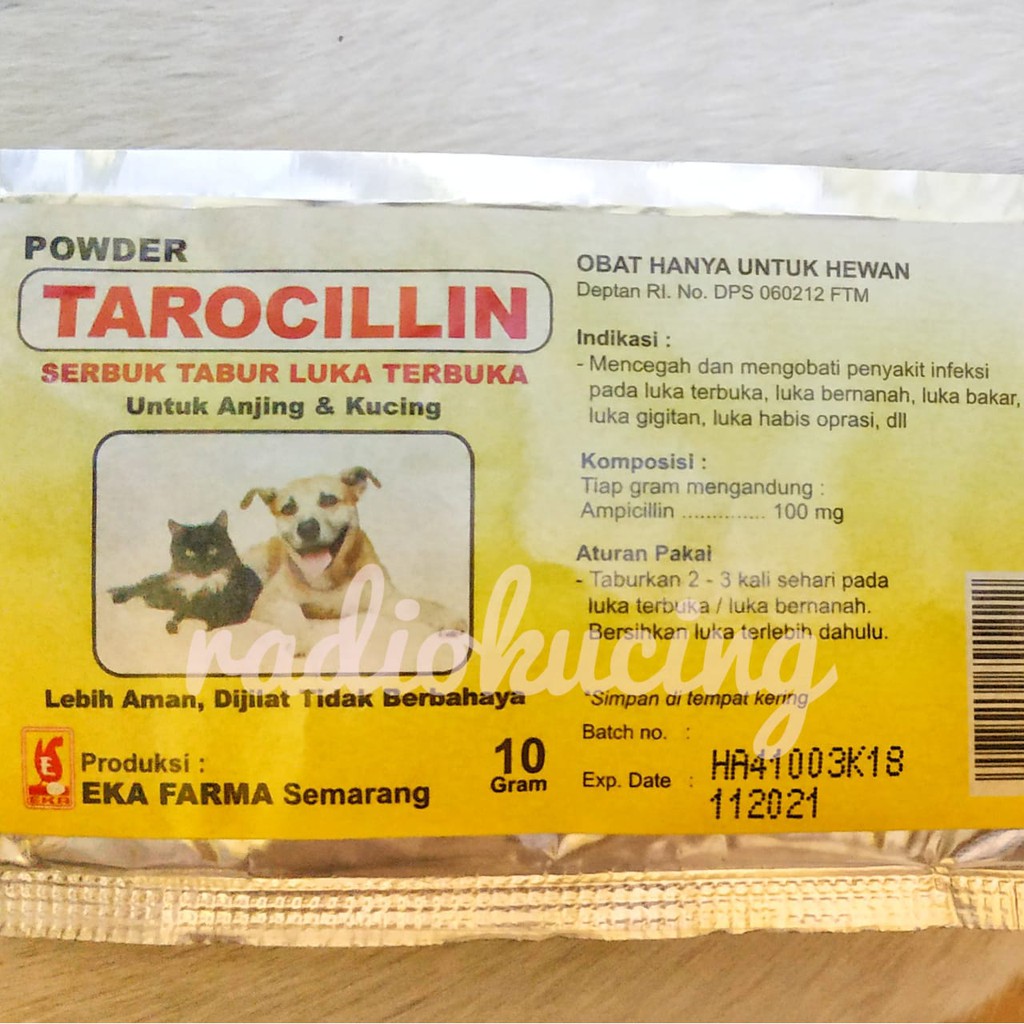 POWDER
TAROCILLIN
SERBUK TABUR LUKA TERBUKA
Untuk Anjing & Kucing
Lebih Aman, Dijilat Tidak Berbahaya
E
EKA
Produksi :
EKA FARMA Semarang
10
Gram
OBAT HANYA UNTUK HEWAN
Deptan RI. No. DPS 060212 FTM
Indikasi :
- Mencegah dan mengobati penyakit infeksi
pada luka terbuka, luka bernanah, luka bakar,
luka gigitan, luka habis oprasi, dll
Komposisi :
Tiap gram mengandung :
Ampicillin .............. 100 mg
Aturan Pakai
- Taburkan 2 - 3 kali sehari pada
luka terbuka / luka bernanah.
Bersihkan luka terlebih dahulu.
*Simpan di tempat kering
Batch no. :
HA41003K18
Exp. Date :
112021
radiokucing